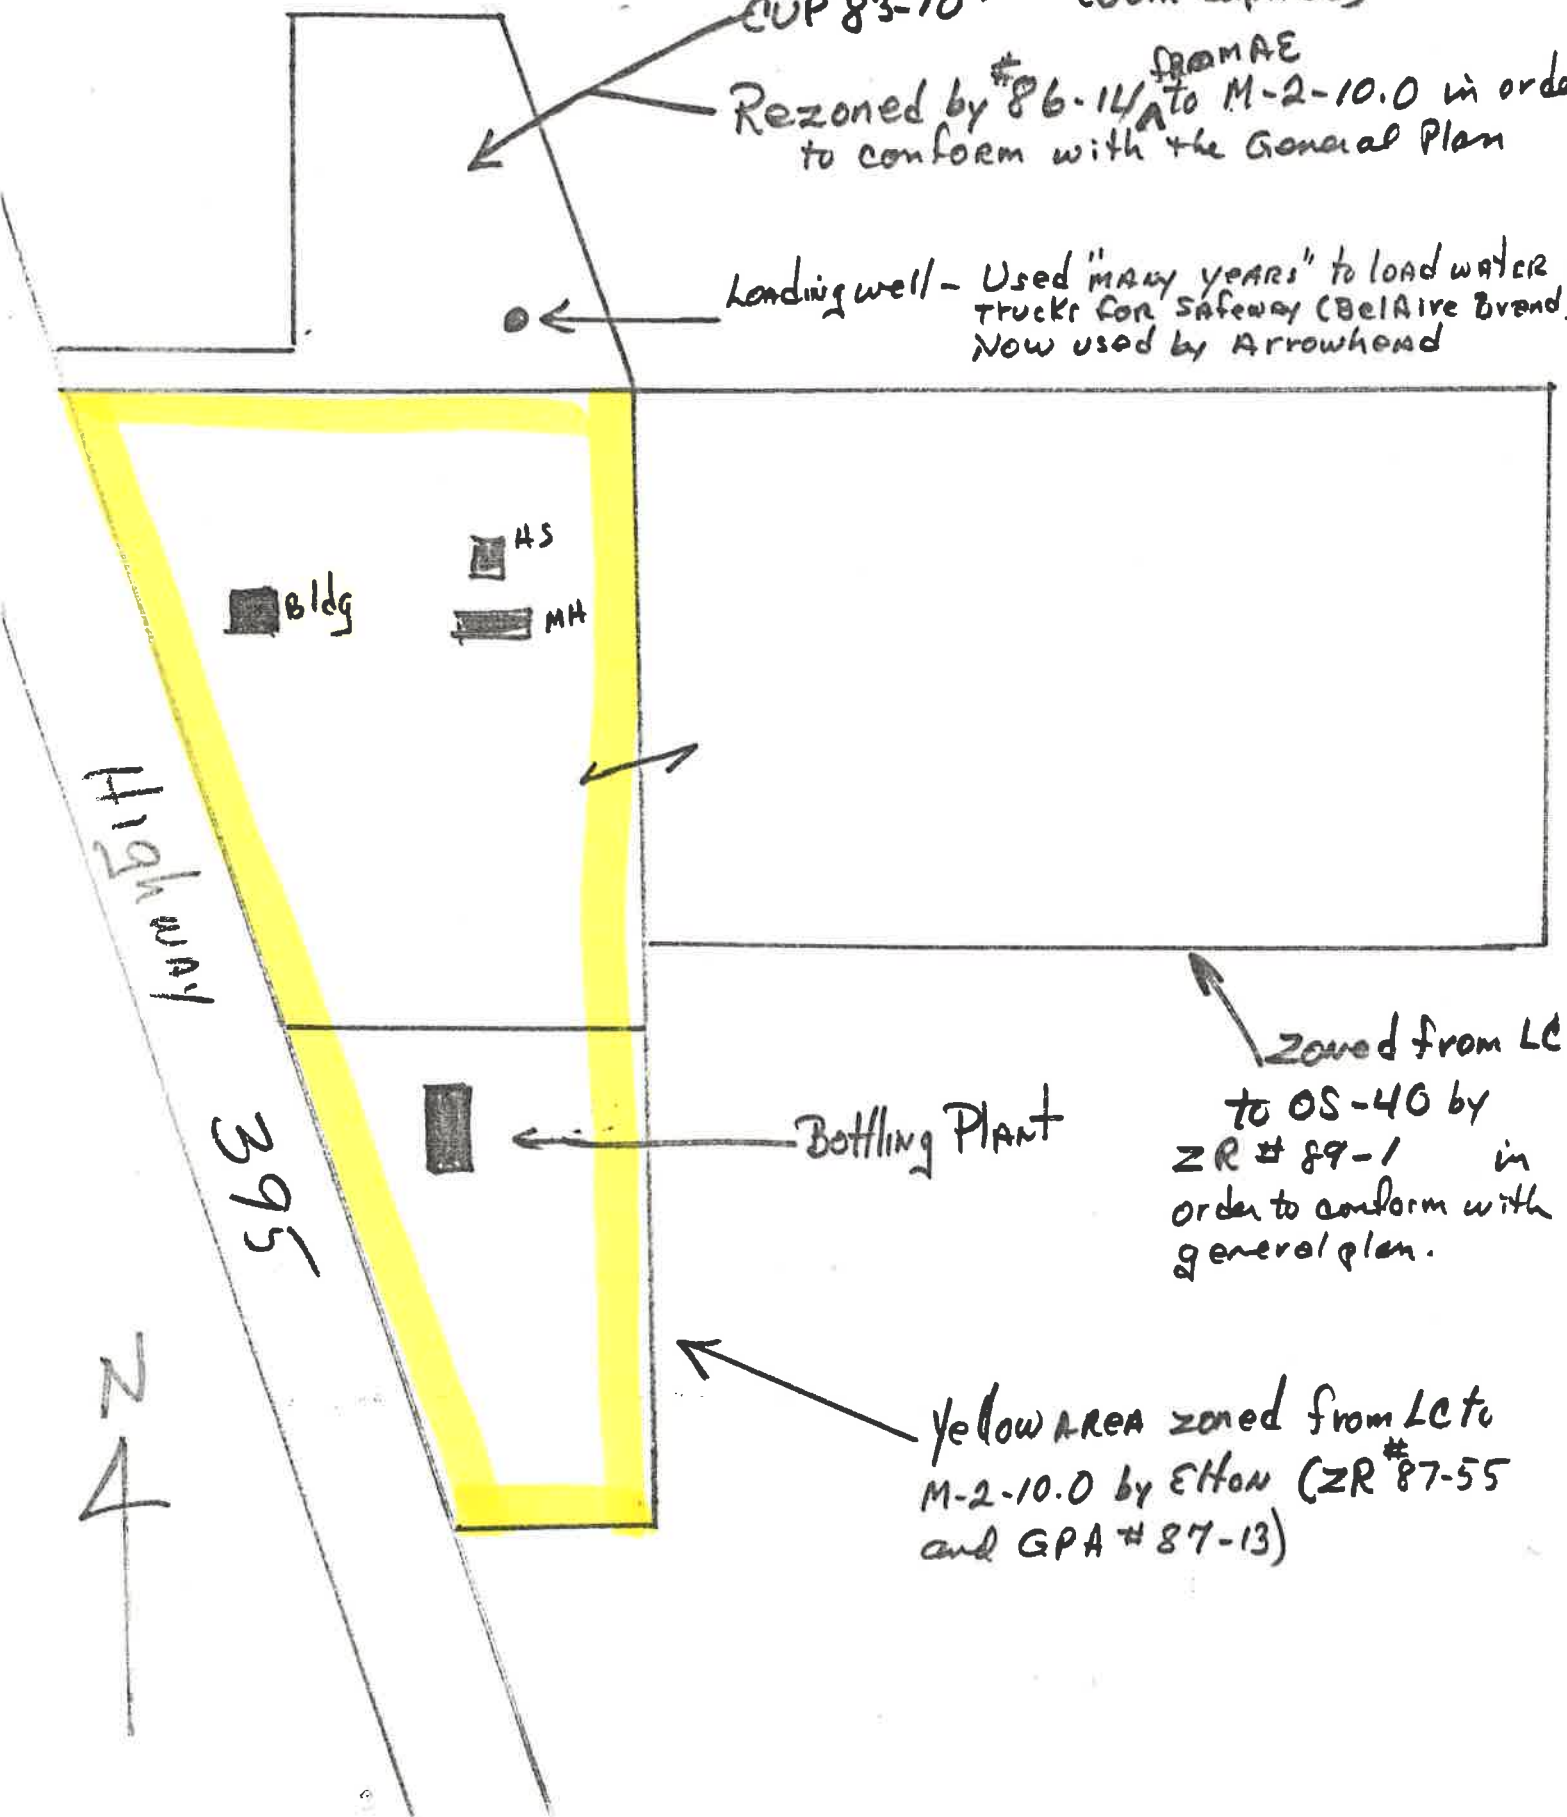 CUP 83-10
Rezoned by #86-14 from AE to M-2-10.0 in orde
to conform with the General Plan
Loading well - Used "MANY YEARS" to load water
Trucks for Safeway (BelAire Brand.
Now used by Arrowhead
HS
Bldg
MH
Highway 395
Zoned from LC
to OS-40 by
ZR # 89-1 in
order to conform with
general plan.
Bottling Plant
Yellow AREA zoned from LC to
M-2-10.0 by Elton (ZR #87-55
and GPA # 87-13)
N